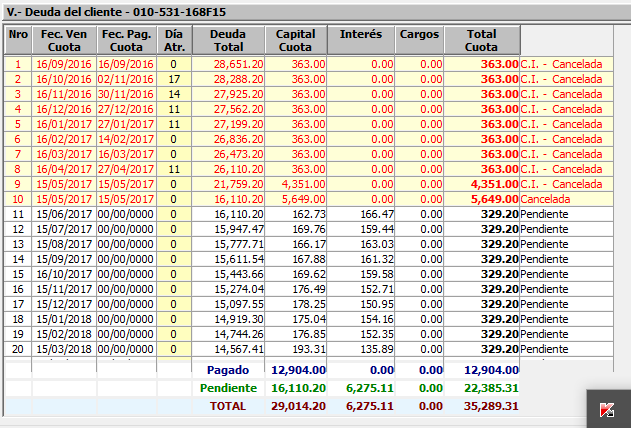 V.- Deuda del cliente - 010-531-168F15
Nro Fec. Ven Cuota Fec. Pag. Cuota Día Atr. Deuda Total Capital Cuota Interés Cargos Total Cuota
1 16/09/2016 16/09/2016 0 28,651.20 363.00 0.00 0.00 363.00 C.I. - Cancelada
2 16/10/2016 02/11/2016 17 28,288.20 363.00 0.00 0.00 363.00 C.I. - Cancelada
3 16/11/2016 30/11/2016 14 27,925.20 363.00 0.00 0.00 363.00 C.I. - Cancelada
4 16/12/2016 27/12/2016 11 27,562.20 363.00 0.00 0.00 363.00 C.I. - Cancelada
5 16/01/2017 27/01/2017 11 27,199.20 363.00 0.00 0.00 363.00 C.I. - Cancelada
6 16/02/2017 14/02/2017 0 26,836.20 363.00 0.00 0.00 363.00 C.I. - Cancelada
7 16/03/2017 16/03/2017 0 26,473.20 363.00 0.00 0.00 363.00 C.I. - Cancelada
8 16/04/2017 27/04/2017 11 26,110.20 363.00 0.00 0.00 363.00 C.I. - Cancelada
9 15/05/2017 15/05/2017 0 21,759.20 4,351.00 0.00 0.00 4,351.00 C.I. - Cancelada
10 15/05/2017 15/05/2017 0 16,110.20 5,649.00 0.00 0.00 5,649.00 Cancelada
11 15/06/2017 00/00/0000 0 16,110.20 162.73 166.47 0.00 329.20 Pendiente
12 15/07/2017 00/00/0000 0 15,947.47 169.76 159.44 0.00 329.20 Pendiente
13 15/08/2017 00/00/0000 0 15,777.71 166.17 163.03 0.00 329.20 Pendiente
14 15/09/2017 00/00/0000 0 15,611.54 167.88 161.32 0.00 329.20 Pendiente
15 16/10/2017 00/00/0000 0 15,443.66 169.62 159.58 0.00 329.20 Pendiente
16 15/11/2017 00/00/0000 0 15,274.04 176.49 152.71 0.00 329.20 Pendiente
17 15/12/2017 00/00/0000 0 15,097.55 178.25 150.95 0.00 329.20 Pendiente
18 15/01/2018 00/00/0000 0 14,919.30 175.04 154.16 0.00 329.20 Pendiente
19 15/02/2018 00/00/0000 0 14,744.26 176.85 152.35 0.00 329.20 Pendiente
20 15/03/2018 00/00/0000 0 14,567.41 193.31 135.89 0.00 329.20 Pendiente
Pagado 12,904.00 0.00 0.00 12,904.00
Pendiente 16,110.20 6,275.11 0.00 22,385.31
TOTAL 29,014.20 6,275.11 0.00 35,289.31